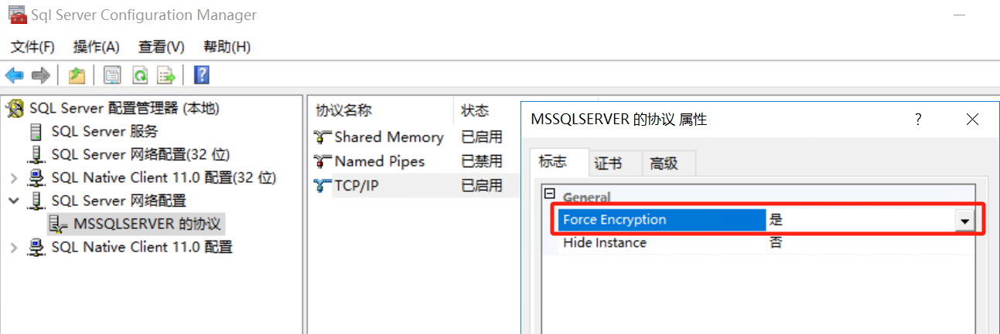 Sql Server Configuration Manager
文件(F) 操作(A) 查看(V) 帮助(H)
SQL Server 配置管理器 (本地)
SQL Server 服务
SQL Server 网络配置(32 位)
SQL Native Client 11.0 配置(32 位)
SQL Server 网络配置
MSSQLSERVER 的协议
SQL Native Client 11.0 配置
协议名称 状态
Shared Memory 已启用
Named Pipes 已禁用
TCP/IP 已启用
MSSQLSERVER 的协议 属性
标志 证书 高级
General
Force Encryption 是
Hide Instance 否